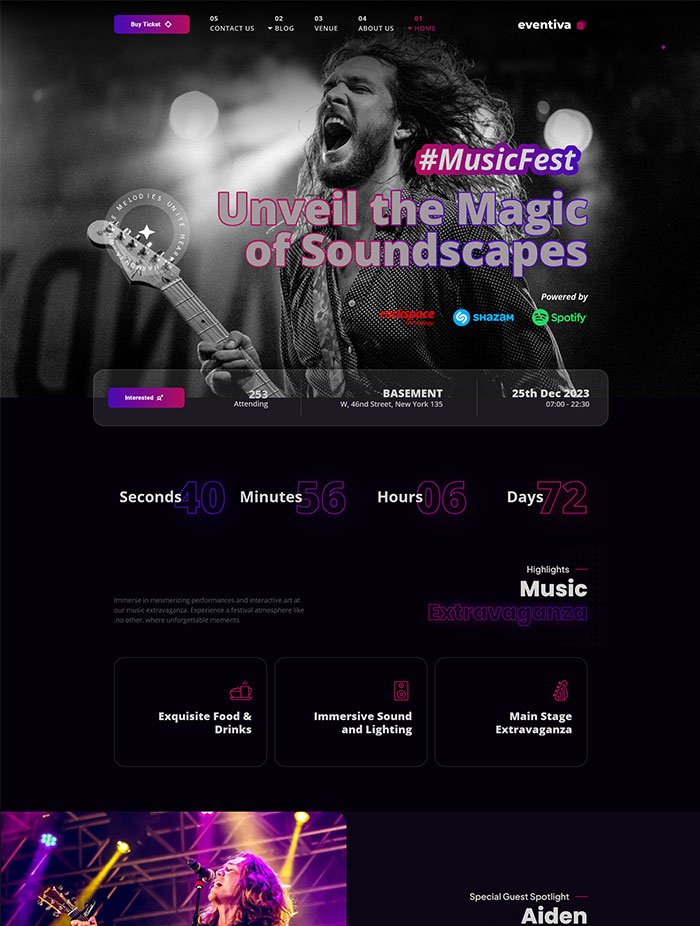 Buy Ticket
05
CONTACT US
02
BLOG
03
VENUE
04
ABOUT US
01
HOME
eventiva
#MusicFest
Unveil the Magic
of Soundscapes
MELODIES UNITE
Powered by
rackspace
technology
SHAZAM
Spotify
Interested
253
Attending
BASEMENT
W, 46nd Street, New York 135
25th Dec 2023
07:00 - 22:30
Seconds 40
Minutes 56
Hours 06
Days 72
Highlights
Music
Extravaganza
Immerse in mesmerizing performances and interactive art at
our music extravaganza. Experience a festival atmosphere like
.no other, where unforgettable moments
Exquisite Food &
Drinks
Immersive Sound
and Lighting
Main Stage
Extravaganza
Special Guest Spotlight
Aiden